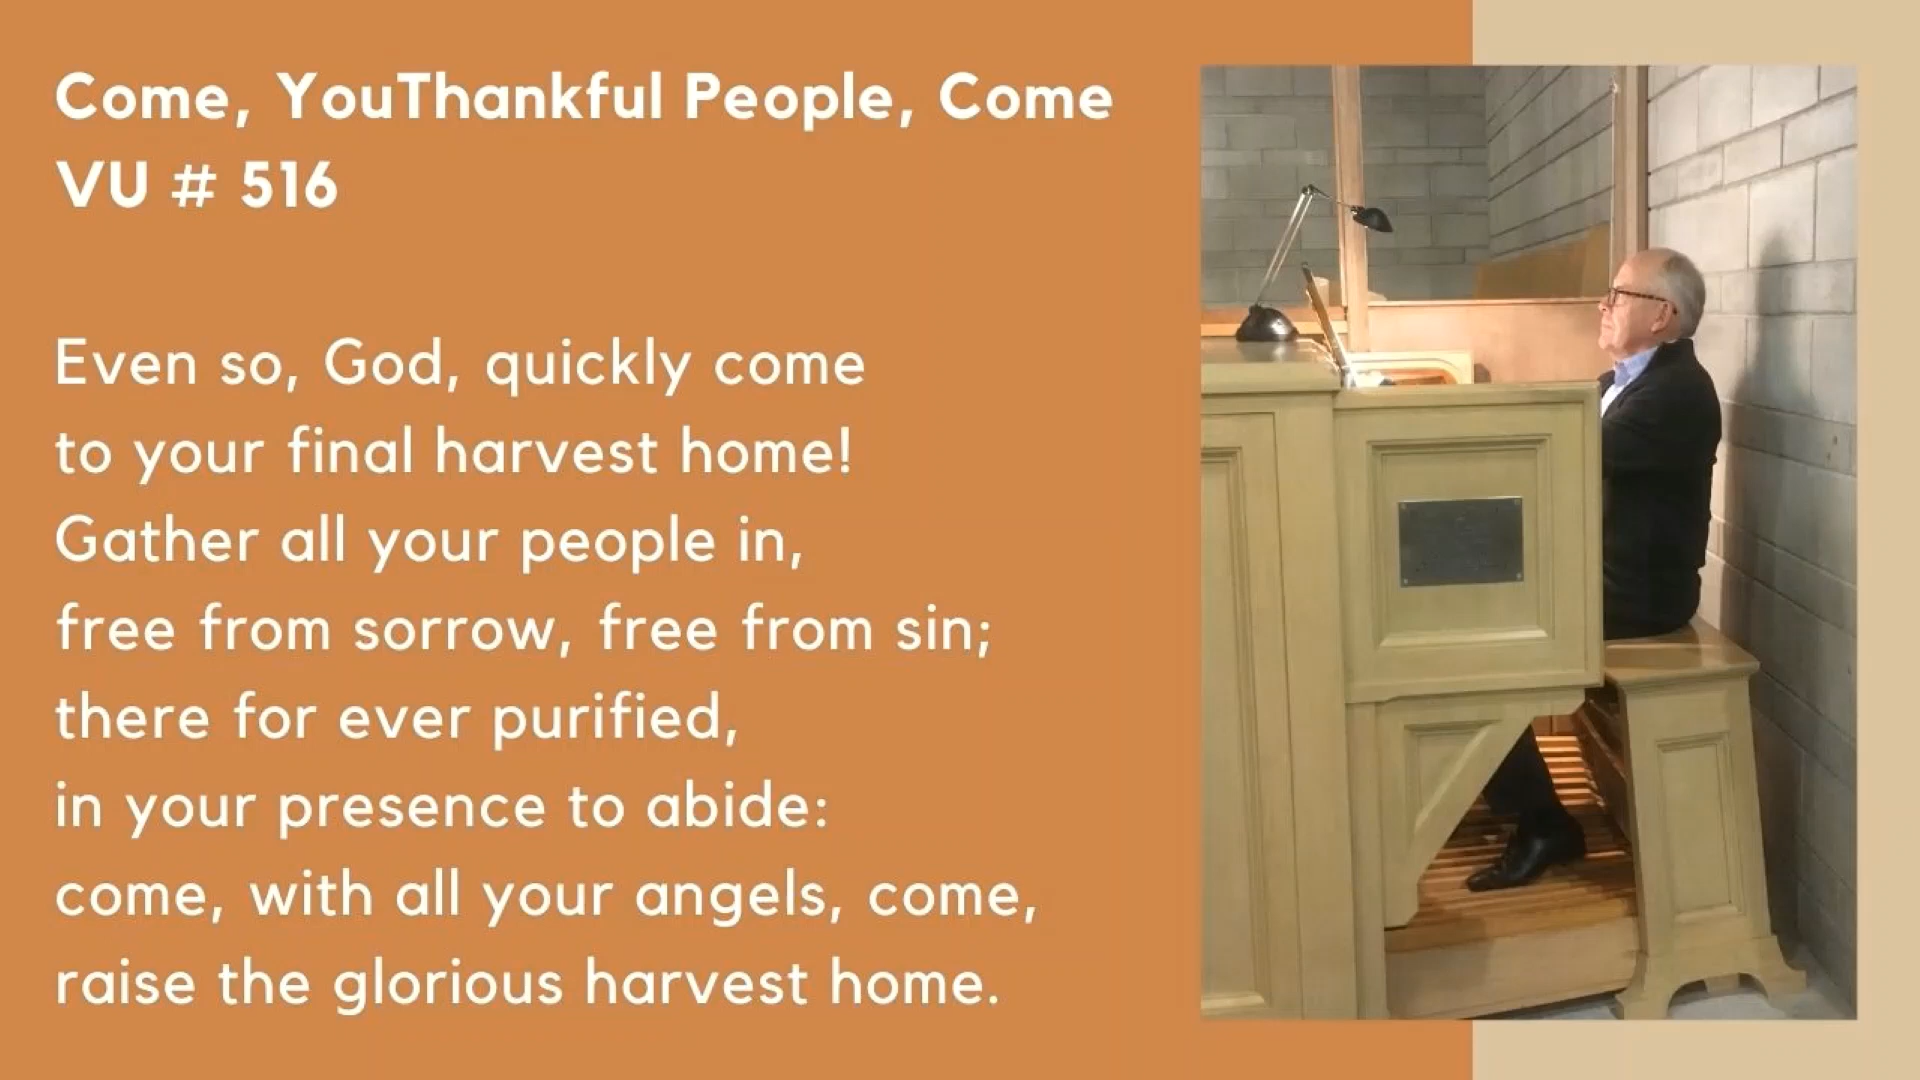 Come, YouThankful People, Come
VU # 516
Even so, God, quickly come
to your final harvest home!
Gather all your people in,
free from sorrow, free from sin;
there for ever purified,
in your presence to abide:
come, with all your angels, come,
raise the glorious harvest home.